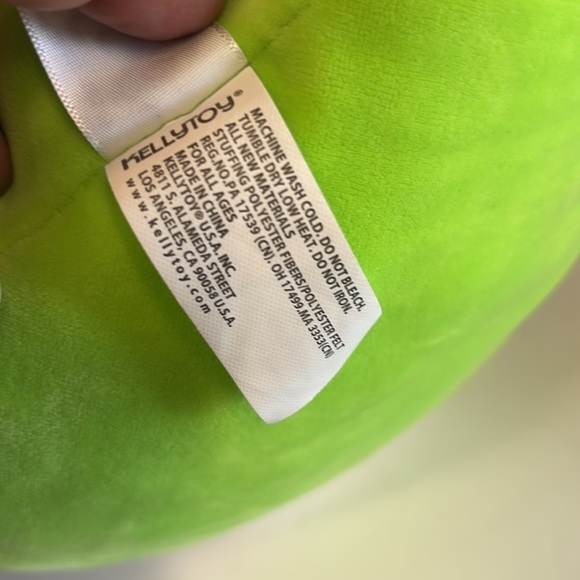 KELLYTOY®
MACHINE WASH COLD. DO NOT BLEACH.
TUMBLE DRY LOW HEAT. DO NOT IRON.
ALL NEW MATERIALS
STUFFING POLYESTER FIBERS/POLYESTER FELT
REG.NO.PA 17539 (CN). OH 17499.MA 3353(CN)
FOR ALL AGES
MADE IN CHINA
KELLYTOY® U.S.A. INC.
4811 S. ALAMEDA STREET
LOS ANGELES, CA 90058 U.S.A.
www.kellytoy.com